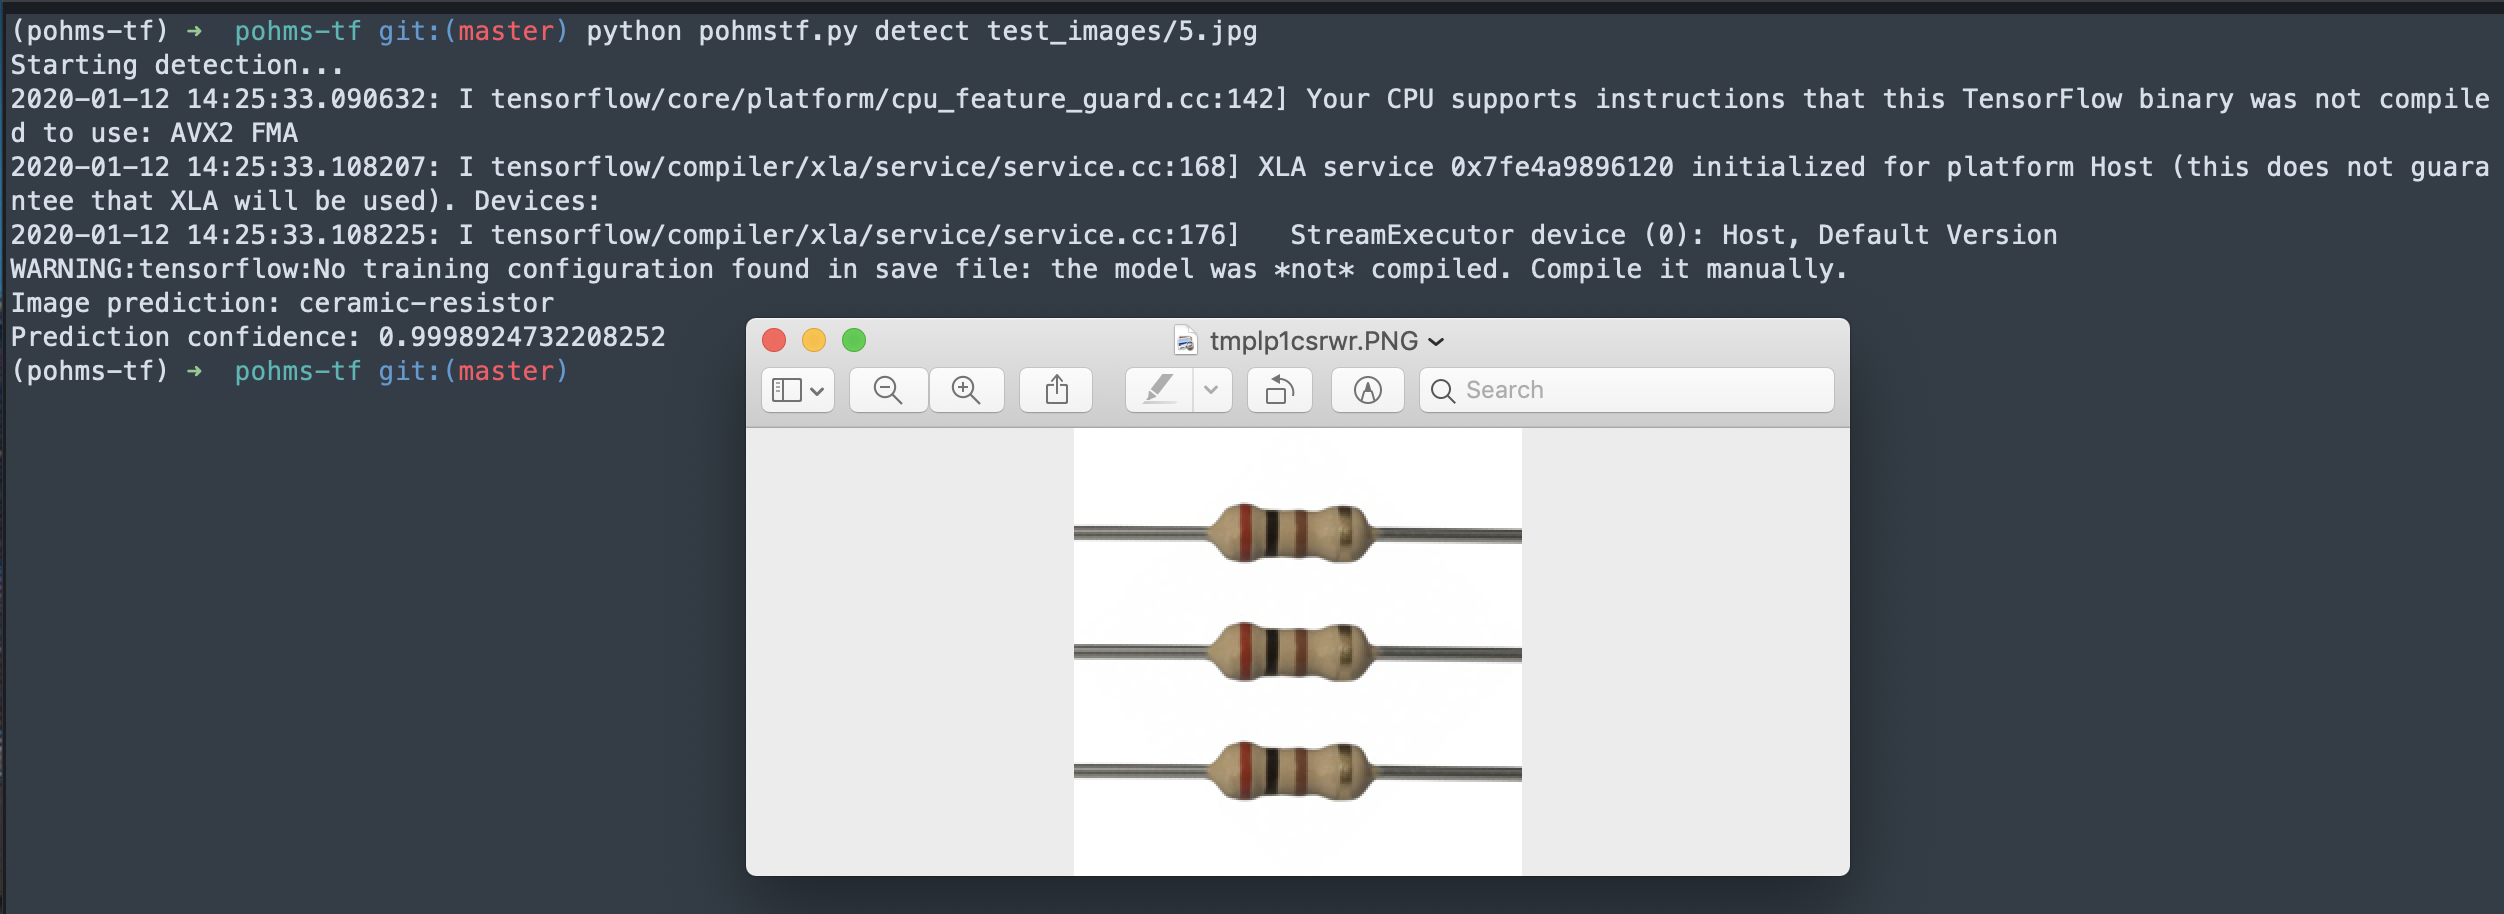 (pohms-tf) ➜  pohms-tf git:(master) python pohmstf.py detect test_images/5.jpg
Starting detection...
2020-01-12 14:25:33.090632: I tensorflow/core/platform/cpu_feature_guard.cc:142] Your CPU supports instructions that this TensorFlow binary was not compile
d to use: AVX2 FMA
2020-01-12 14:25:33.108207: I tensorflow/compiler/xla/service/service.cc:168] XLA service 0x7fe4a9896120 initialized for platform Host (this does not guara
ntee that XLA will be used). Devices:
2020-01-12 14:25:33.108225: I tensorflow/compiler/xla/service/service.cc:176]   StreamExecutor device (0): Host, Default Version
WARNING:tensorflow:No training configuration found in save file: the model was *not* compiled. Compile it manually.
Image prediction: ceramic-resistor
Prediction confidence: 0.9998924732208252
(pohms-tf) ➜  pohms-tf git:(master)
tmplp1csrwr.PNG
Search